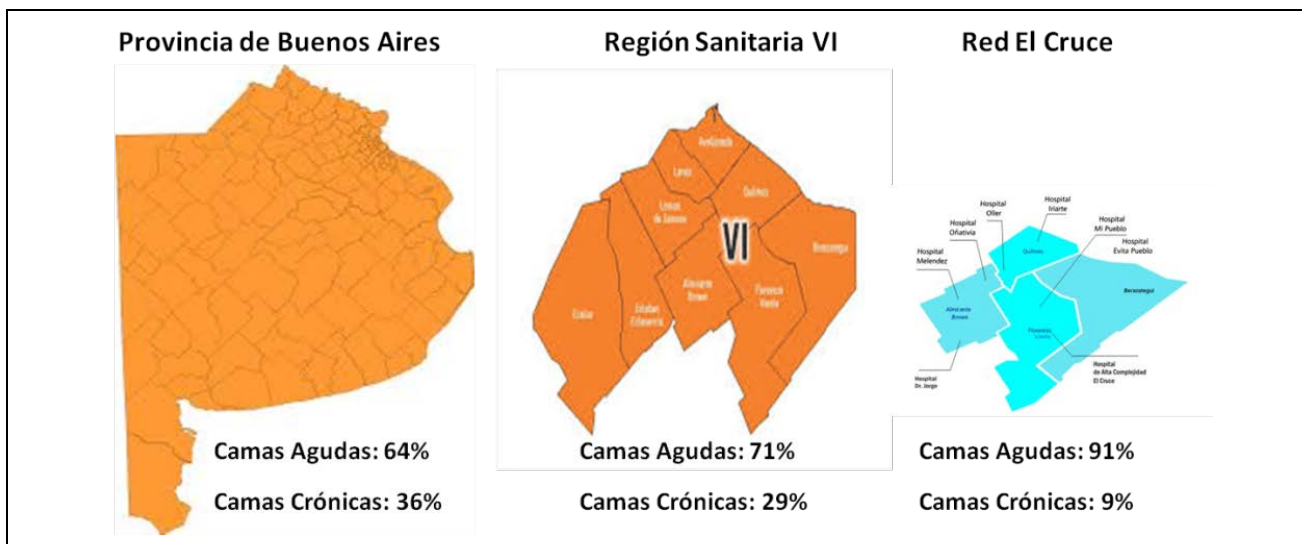 Provincia de Buenos Aires
Camas Agudas: 64%
Camas Crónicas: 36%
Región Sanitaria VI
Avellaneda
Lanús
Quilmes
Lomas
de Zamora
VI
Berazategui
Almirante
Brown
Florencio
Varela
Esteban
Echeverría
Ezeiza
Camas Agudas: 71%
Camas Crónicas: 29%
Red El Cruce
Hospital
Iriarte
Hospital
Oller
Hospital
Mi Pueblo
Hospital
Oñativia
Hospital
Evita Pueblo
Hospital
Melendez
Quilmes
Berazategui
Almirante
Brown
Florencio
Varela
Hospital
Dr. Jorge
Hospital
de Alta Complejidad
El Cruce
Camas Agudas: 91%
Camas Crónicas: 9%